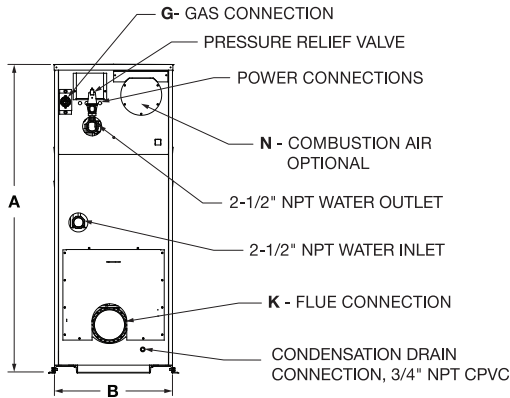 G- GAS CONNECTION
PRESSURE RELIEF VALVE
POWER CONNECTIONS
N - COMBUSTION AIR
OPTIONAL
A
2-1/2" NPT WATER OUTLET
2-1/2" NPT WATER INLET
K - FLUE CONNECTION
CONDENSATION DRAIN
CONNECTION, 3/4" NPT CPVC
B